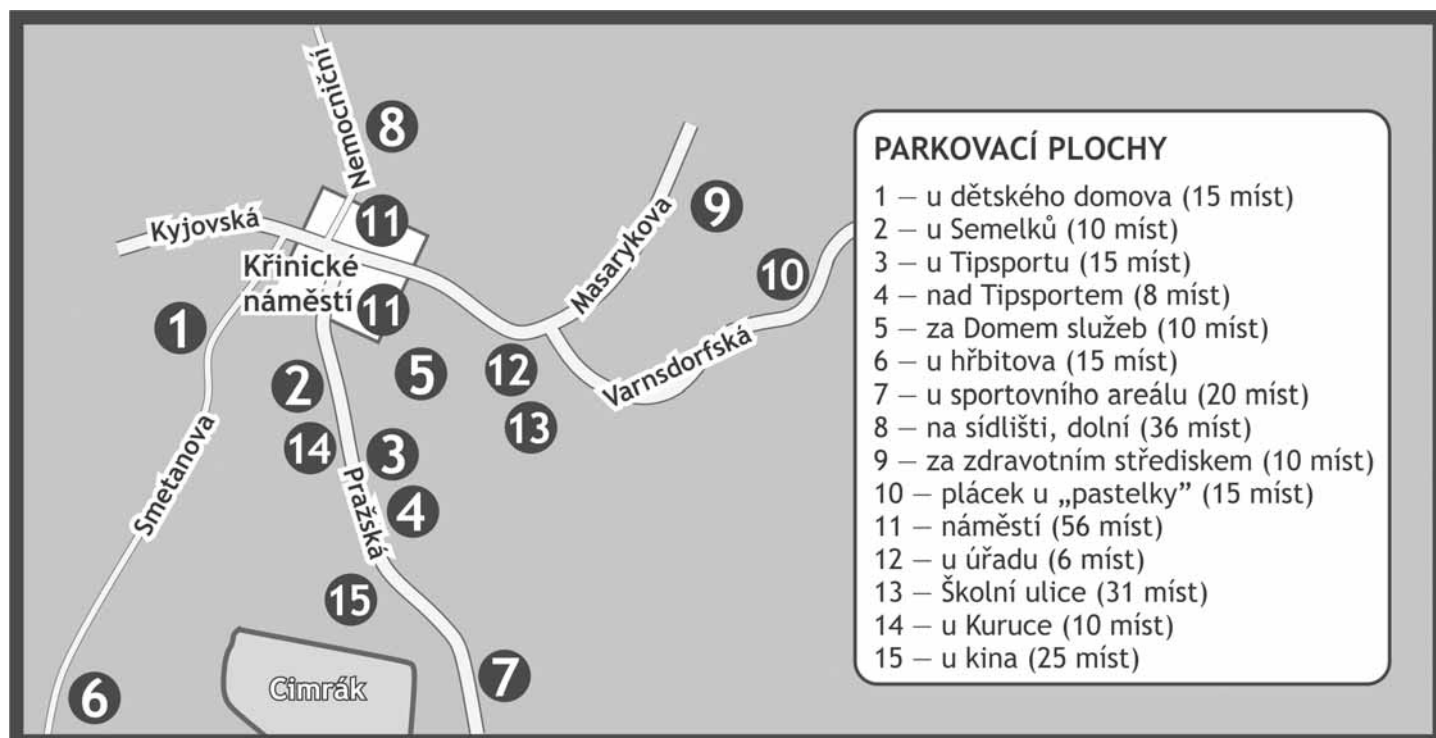 Nemocniční
8
11
Kyjovská
Křinické
náměstí
11
Masarykova
9
10
1
5
12
Varnsdorfská
2
13
14
3
Smetanova
Pražská
4
15
Cimrák
6
7
PARKOVACÍ PLOCHY
1 – u dětského domova (15 míst)
2 – u Semelků (10 míst)
3 – u Tipsportu (15 míst)
4 – nad Tipsportem (8 míst)
5 – za Domem služeb (10 míst)
6 – u hřbitova (15 míst)
7 – u sportovního areálu (20 míst)
8 – na sídlišti, dolní (36 míst)
9 – za zdravotním střediskem (10 míst)
10 – plácek u „pastelky” (15 míst)
11 – náměstí (56 míst)
12 – u úřadu (6 míst)
13 – Školní ulice (31 míst)
14 – u Kuruce (10 míst)
15 – u kina (25 míst)